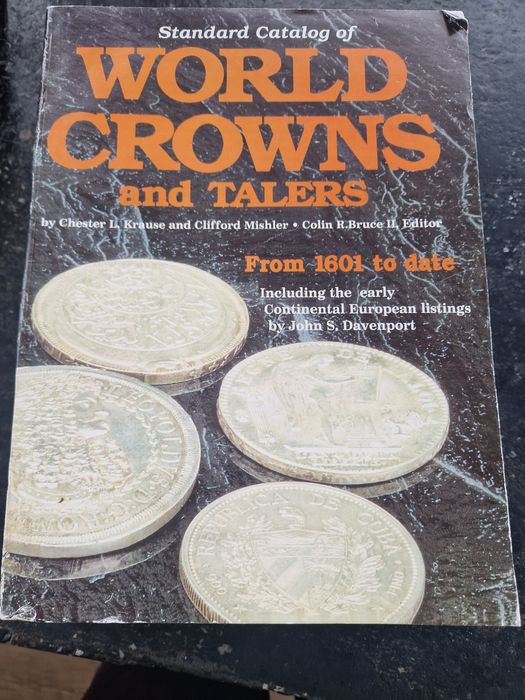 Standard Catalog of
WORLD
CROWNS
and TALERS
by Chester L. Krause and Clifford Mishler • Colin R. Bruce II, Editor
From 1601 to date
Including the early
Continental European listings
by John S. Davenport
REPUBLICA DE CUBA